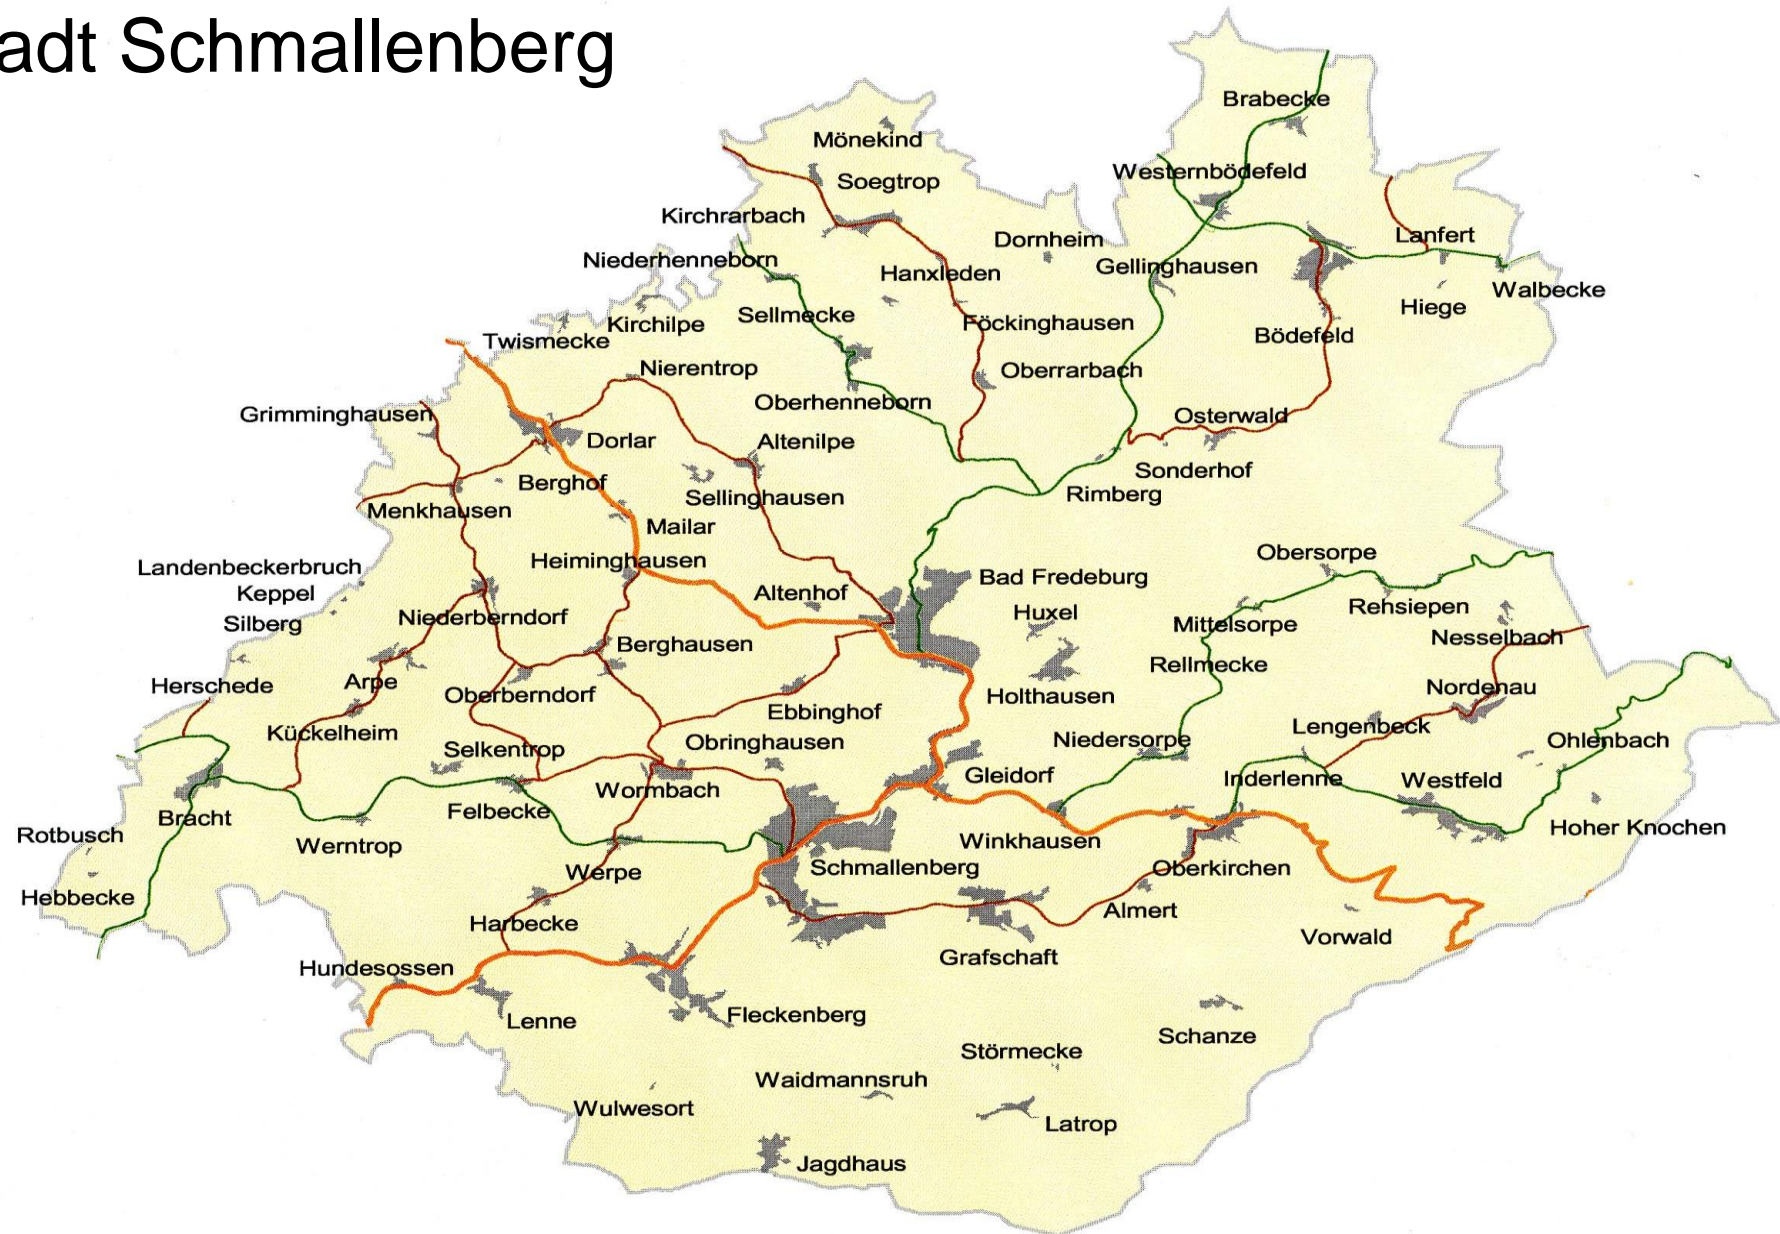 adt Schmallenberg
Brabecke
Mönekind
Westernbödefeld
Soegtrop
Kirchrarbach
Lanfert
Dornheim
Niederhenneborn
Gellinghausen
Hanxleden
Walbecke
Hiege
Sellmecke
Kirchilpe
Föckinghausen
Bödefeld
Twismecke
Nierentrop
Oberrarbach
Oberhenneborn
Grimminghausen
Osterwald
Dorlar
Altenilpe
Sonderhof
Berghof
Rimberg
Sellinghausen
Menkhausen
Mailar
Obersorpe
Heiminghausen
Landenbeckerbruch
Bad Fredeburg
Keppel
Altenhof
Rehsiepen
Huxel
Niederberndorf
Silberg
Mittelsorpe
Nesselbach
Berghausen
Rellmecke
Herschede
Arpe
Nordenau
Oberberndorf
Holthausen
Ebbinghof
Lengenbeck
Kückelheim
Niedersorpe
Ohlenbach
Obringhausen
Selkentrop
Gleidorf
Inderlenne
Westfeld
Wormbach
Felbecke
Bracht
Hoher Knochen
Rotbusch
Winkhausen
Werntrop
Schmallenberg
Oberkirchen
Werpe
Hebbecke
Almert
Harbecke
Vorwald
Grafschaft
Hundesossen
Fleckenberg
Lenne
Schanze
Störmecke
Waidmannsruh
Wulwesort
Latrop
Jagdhaus